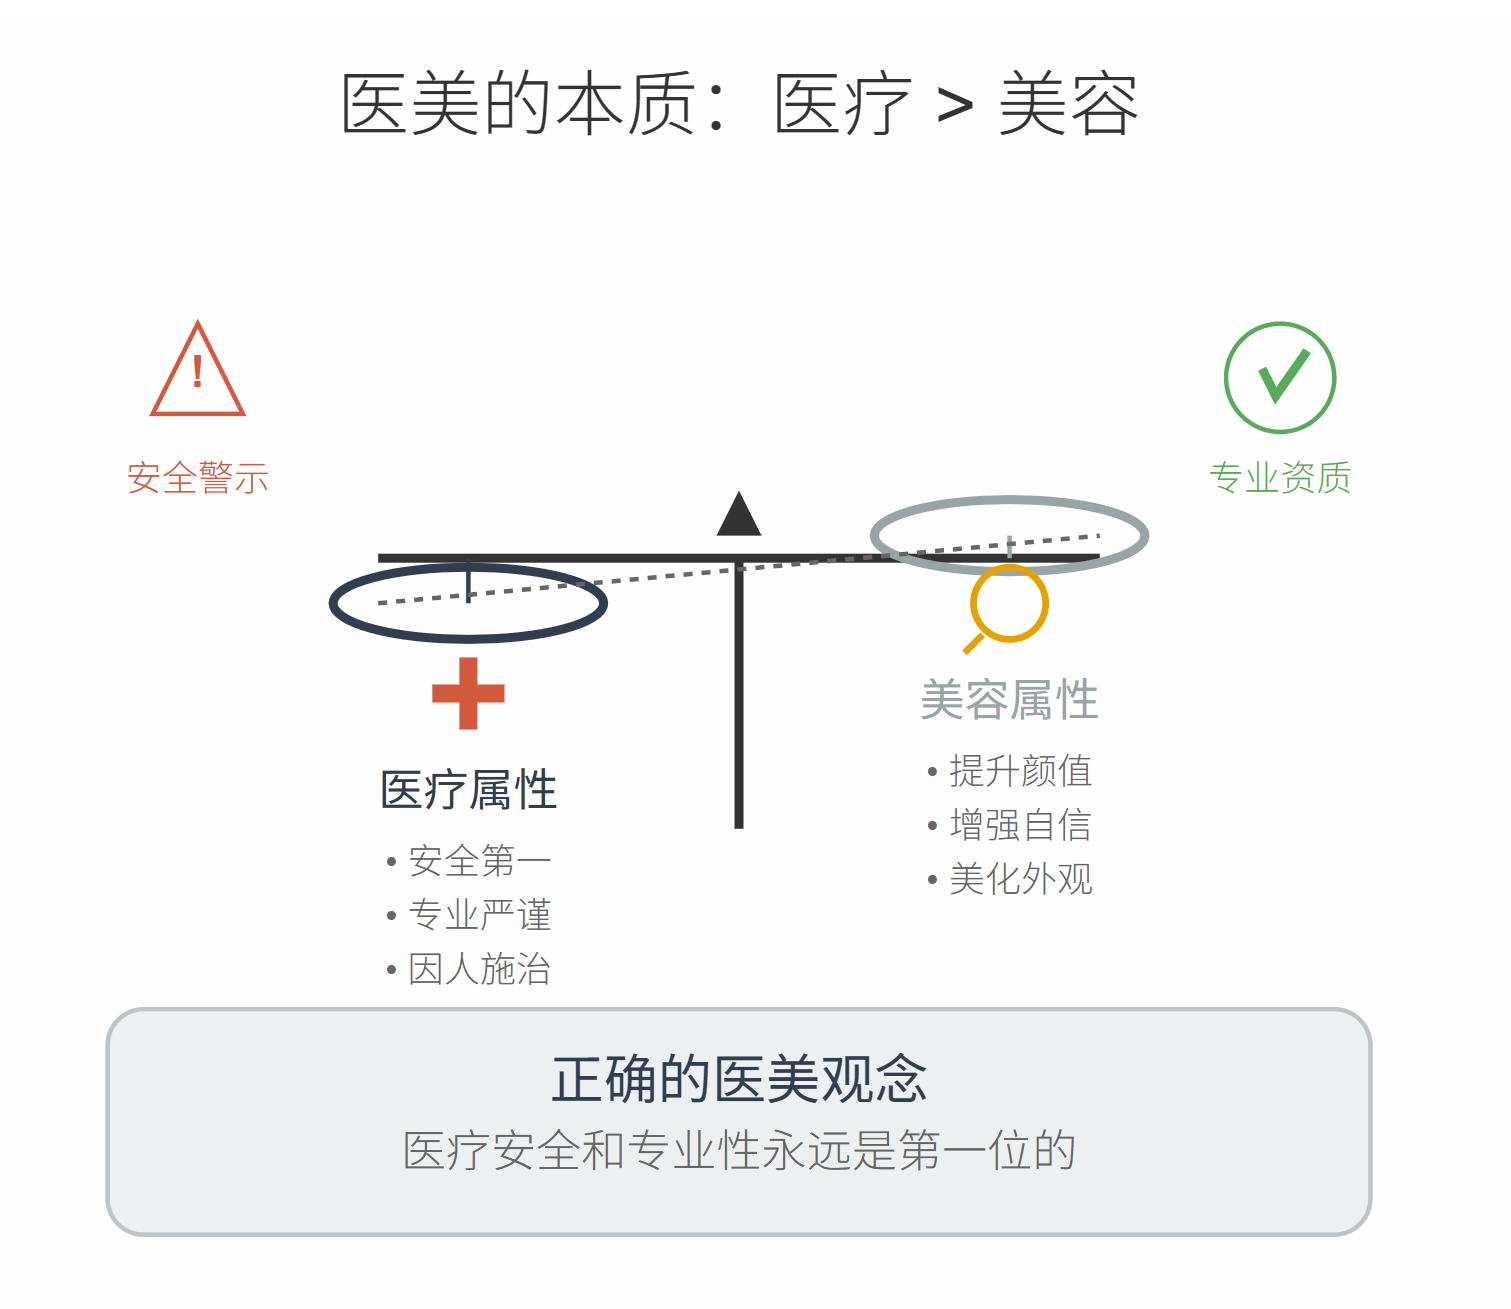 医美的本质：医疗 > 美容
!
安全警示
专业资质
医疗属性
• 安全第一
• 专业严谨
• 因人施治
美容属性
• 提升颜值
• 增强自信
• 美化外观
正确的医美观念
医疗安全和专业性永远是第一位的